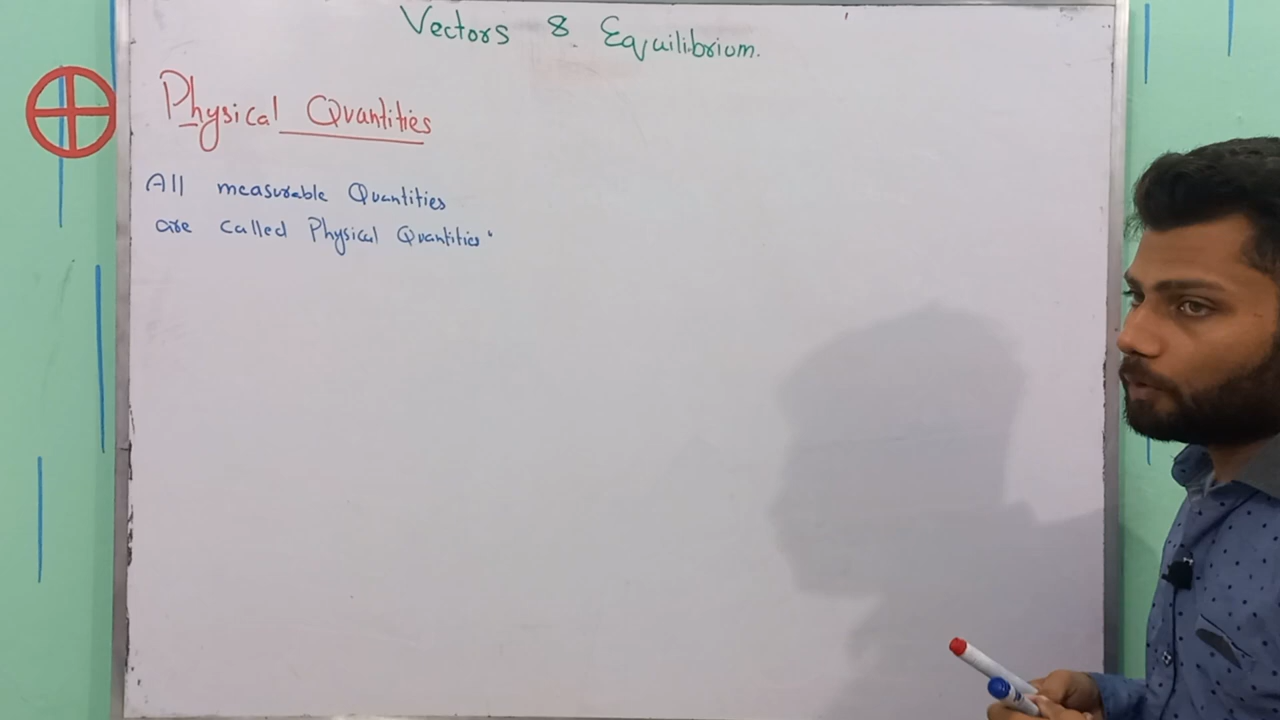 Vectors & Equilibrium.
Physical Quantities
All measurable Quantities
are called Physical Quantities"